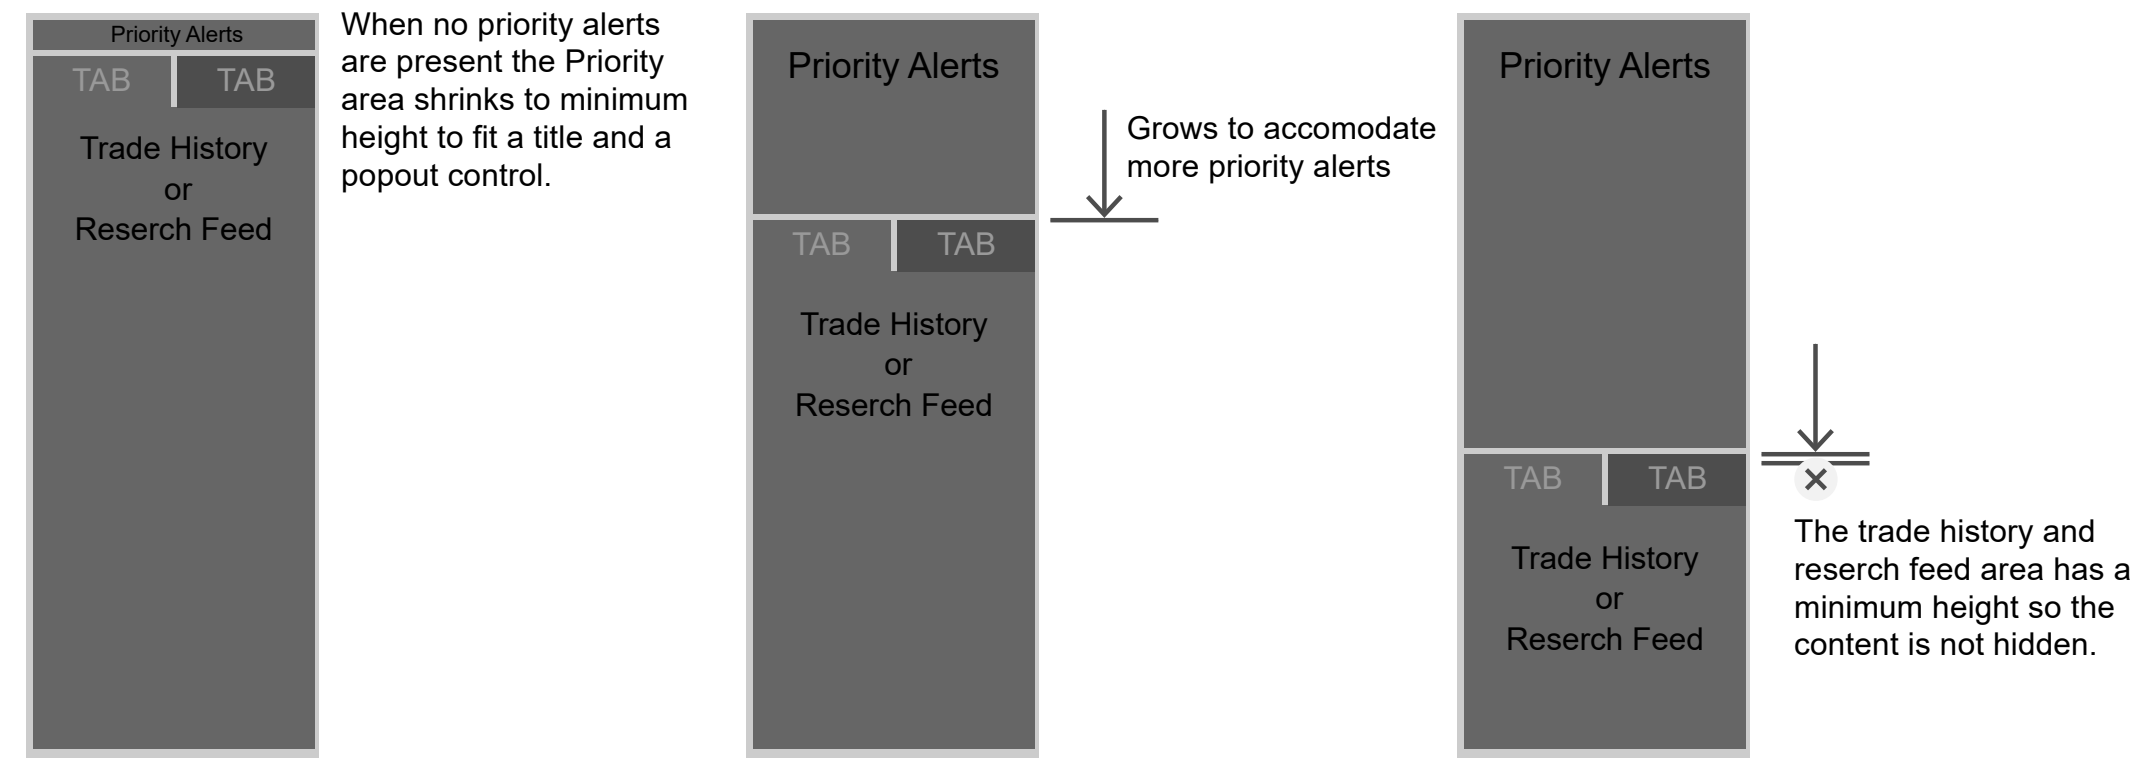 Priority Alerts
TAB TAB
Trade History
or
Reserch Feed
When no priority alerts
are present the Priority
area shrinks to minimum
height to fit a title and a
popout control.
Priority Alerts
TAB TAB
Trade History
or
Reserch Feed
Grows to accomodate
more priority alerts
Priority Alerts
TAB TAB
Trade History
or
Reserch Feed
The trade history and
reserch feed area has a
minimum height so the
content is not hidden.